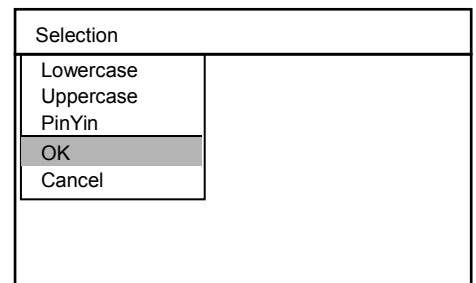 Selection
Lowercase
Uppercase
PinYin
OK
Cancel